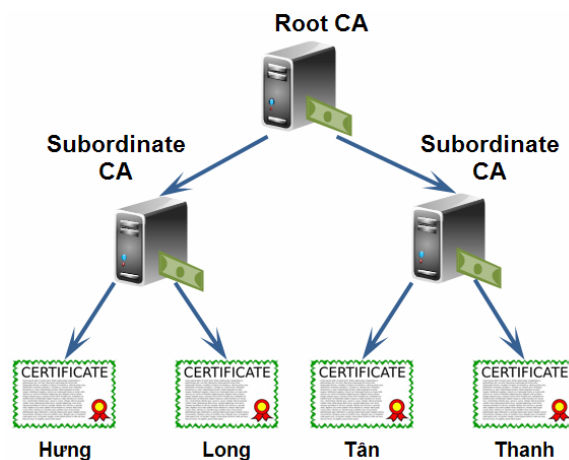 Root CA
Subordinate
CA
Subordinate
CA
CERTIFICATE
CERTIFICATE
CERTIFICATE
CERTIFICATE
Hưng
Long
Tân
Thanh